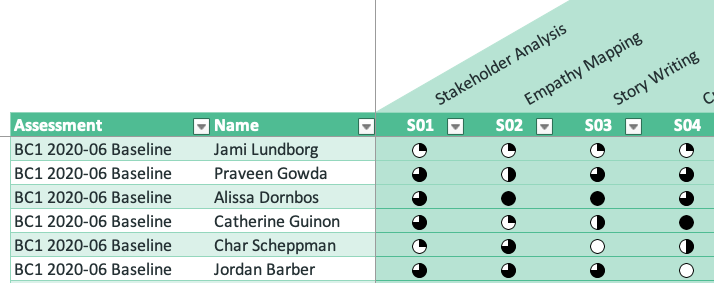 Stakeholder Analysis
Empathy Mapping
Story Writing
Assessment Name S01 S02 S03 S04
BC1 2020-06 Baseline Jami Lundborg
BC1 2020-06 Baseline Praveen Gowda
BC1 2020-06 Baseline Alissa Dornbos
BC1 2020-06 Baseline Catherine Guinon
BC1 2020-06 Baseline Char Scheppman
BC1 2020-06 Baseline Jordan Barber